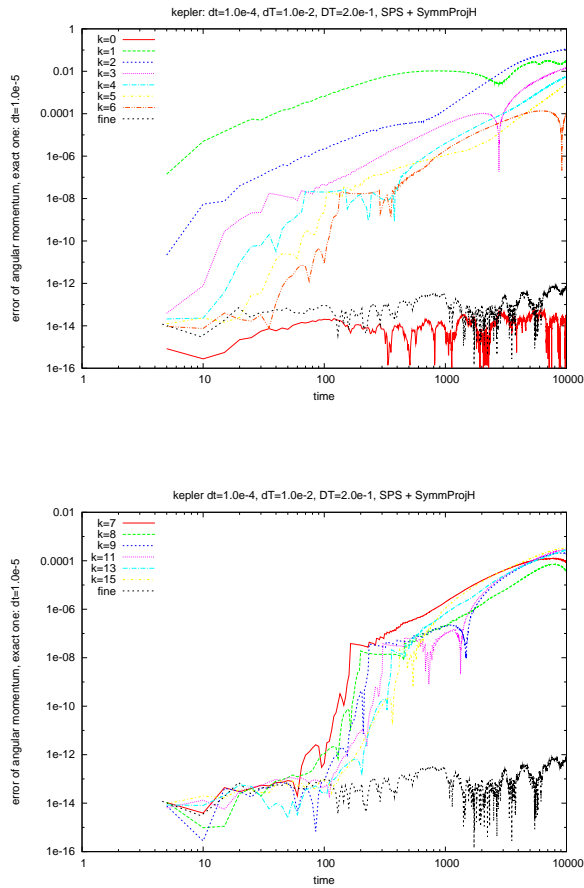 kepler: dt=1.0e-4, dT=1.0e-2, DT=2.0e-1, SPS + SymmProjH
error of angular momentum, exact one: dt=1.0e-5
1
0.01
0.0001
1e-06
1e-08
1e-10
1e-12
1e-14
1e-16
k=0
k=1
k=2
k=3
k=4
k=5
k=6
fine
1 10 100 1000 10000
time
kepler dt=1.0e-4, dT=1.0e-2, DT=2.0e-1, SPS + SymmProjH
error of angular momentum, exact one: dt=1.0e-5
0.01
0.0001
1e-06
1e-08
1e-10
1e-12
1e-14
1e-16
k=7
k=8
k=9
k=11
k=13
k=15
fine
1 10 100 1000 10000
time